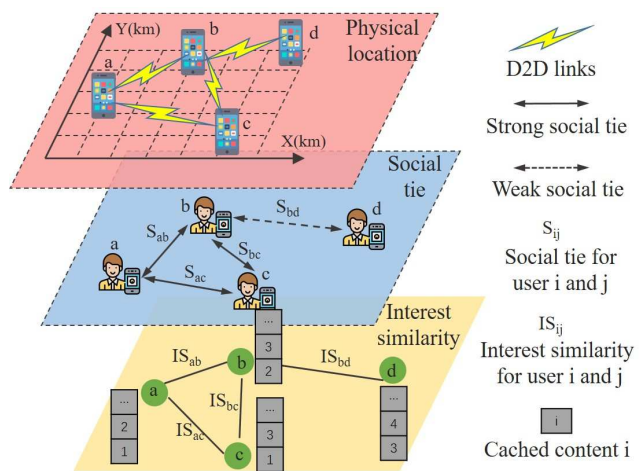 Y(km)
Physical
location
a
b
d
c
X(km)
D2D links
Strong social tie
Weak social tie
S_ij
Social tie for
user i and j
IS_ij
Interest similarity
for user i and j
i
Cached content i
Social
tie
a
b
c
d
S_ab
S_bd
S_bc
S_ac
Interest
similarity
IS_ab
IS_bd
IS_bc
IS_ac
a
b
c
d
...
3
2
...
2
1
...
3
1
...
4
3